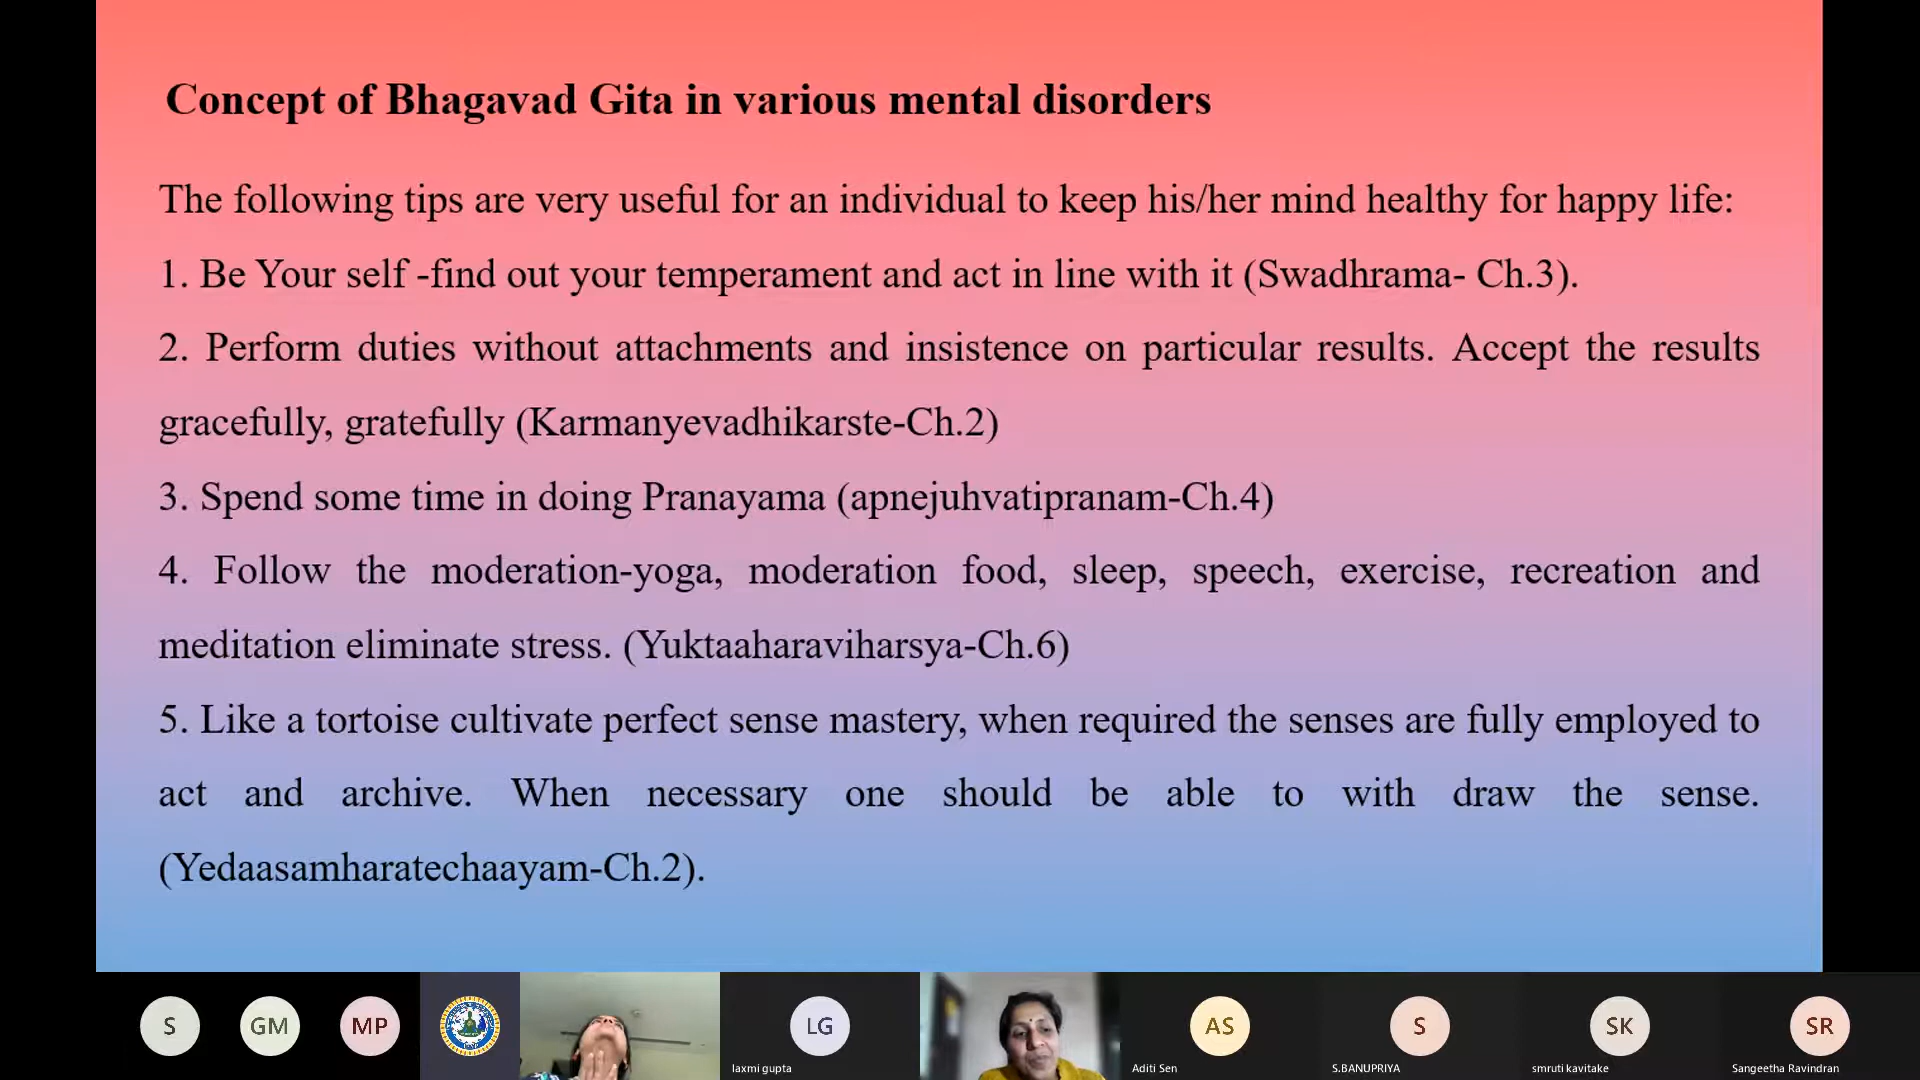 Concept of Bhagavad Gita in various mental disorders
The following tips are very useful for an individual to keep his/her mind healthy for happy life:
1. Be Your self -find out your temperament and act in line with it (Swadhrama- Ch.3).
2. Perform duties without attachments and insistence on particular results. Accept the results
gracefully, gratefully (Karmanyevadhikarste-Ch.2)
3. Spend some time in doing Pranayama (apnejuhvatipranam-Ch.4)
4. Follow the moderation-yoga, moderation food, sleep, speech, exercise, recreation and
meditation eliminate stress. (Yuktaaharaviharsya-Ch.6)
5. Like a tortoise cultivate perfect sense mastery, when required the senses are fully employed to
act and archive. When necessary one should be able to with draw the sense.
(Yedaasamharatechaayam-Ch.2).
S GM MP LG AS S SK SR
laxmi gupta Aditi Sen S.BANUPRIYA smruti kavitake Sangeetha Ravindran